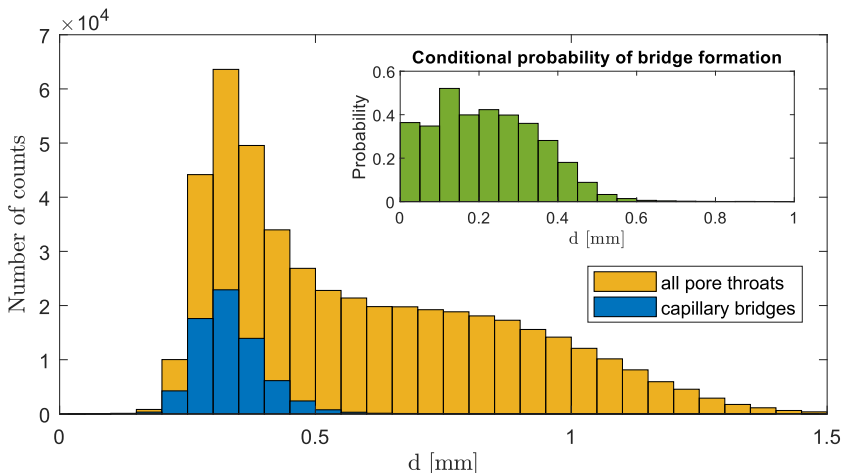 ×10⁴
7
6
5
4
3
2
1
0
Number of counts
0 0.5 1 1.5
d [mm]
Conditional probability of bridge formation
0.6
0.4
0.2
0
Probability
0 0.2 0.4 0.6 0.8 1
d [mm]
all pore throats
capillary bridges